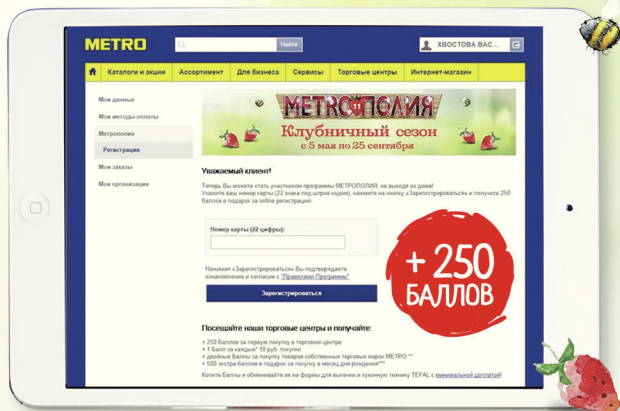 METRO
Найти
ХВОСТОВА ВАС...
Каталоги и акции Ассортимент Для бизнеса Сервисы Торговые центры Интернет-магазин
Мои данные
Мои методы оплаты
Метрополия
Регистрация
Мои заказы
Моя организация
МЕТРОПОЛИЯ
11
Клубничный сезон
с 5 мая по 25 сентября
Уважаемый клиент!
Теперь Вы можете стать участником программы МЕТРОПОЛИЯ, не выходя из дома!
Укажите ваш номер карты (22 знака под штрих-кодом), нажмите на кнопку «Зарегистрироваться» и получите 250
баллов в подарок за online регистрацию.
Номер карты (22 цифры):
Нажимая «Зарегистрироваться» Вы подтверждаете
ознакомление и согласие с "Правилами Программы"
Зарегистрироваться
+ 250
БАЛЛОВ
Посещайте наши торговые центры и получайте:
+ 250 Баллов за первую покупку в торговом центре
+ 1 Балл за каждые* 10 руб. покупки
+ двойные Баллы за покупку товаров собственных торговых марок МЕТРО **
+ 500 экстра-баллов в подарок за покупку в месяц дня рождения***
Копите Баллы и обменивайте их на формы для выпечки и кухонную технику TEFAL с минимальной доплатой!